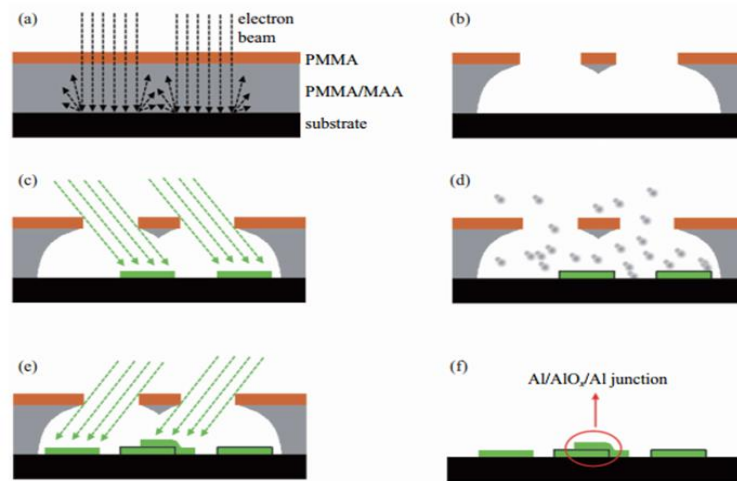 (a)
electron
beam
PMMA
PMMA/MAA
substrate
(b)
(c)
(d)
(e)
(f)
Al/AlOₓ/Al junction